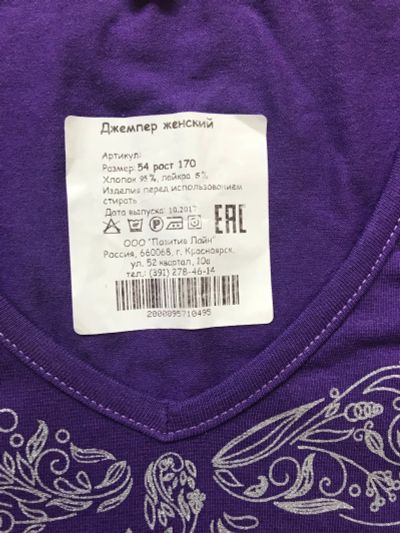 Джемпер женский
Артикул:
Размер: 54 рост 170
Хлопок 95%, лайкра 5%
Изделия перед использованием
стирать
Дата выпуска: 10.2017
EAC
ООО "Позитив Лайн"
Россия, 660068, г. Красноярск,
ул. 52 квартал, 10а
тел.: (391) 278-46-14
2000895710495